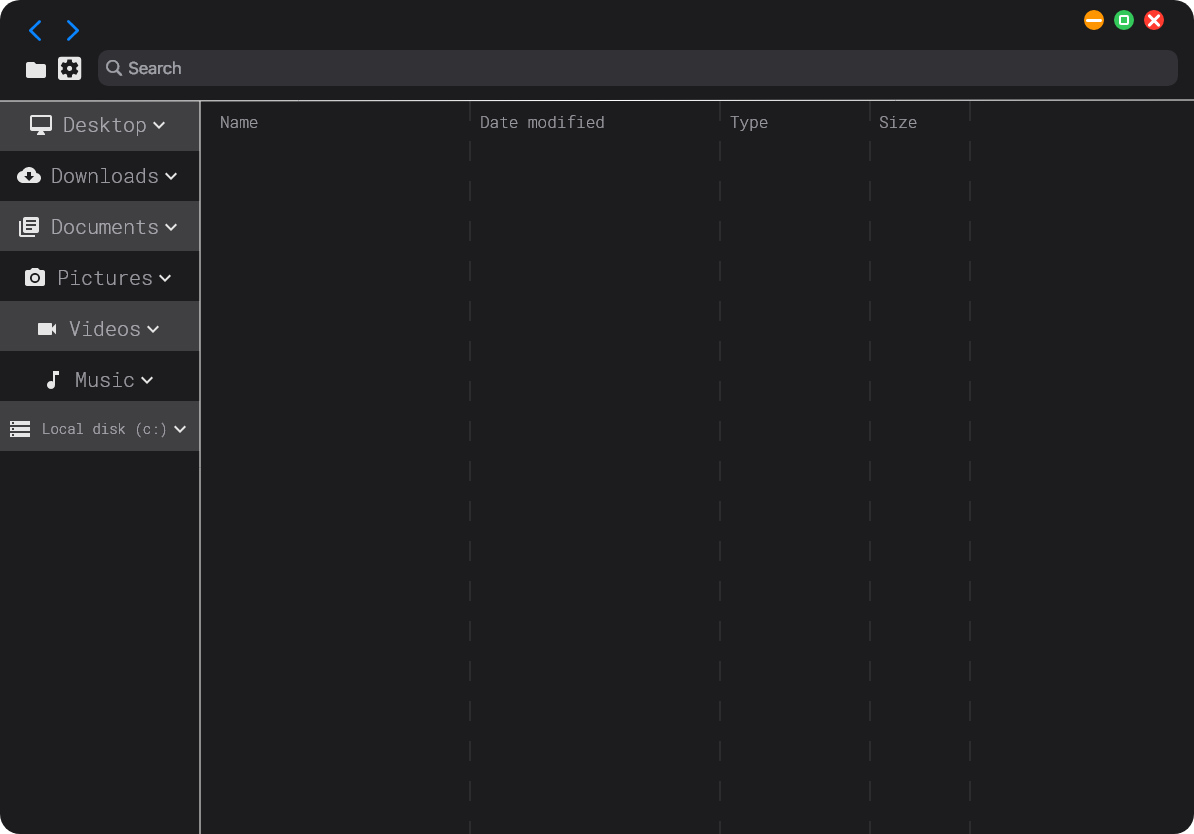 Search
Name Date modified Type Size
Desktop
Downloads
Documents
Pictures
Videos
Music
Local disk (c:)